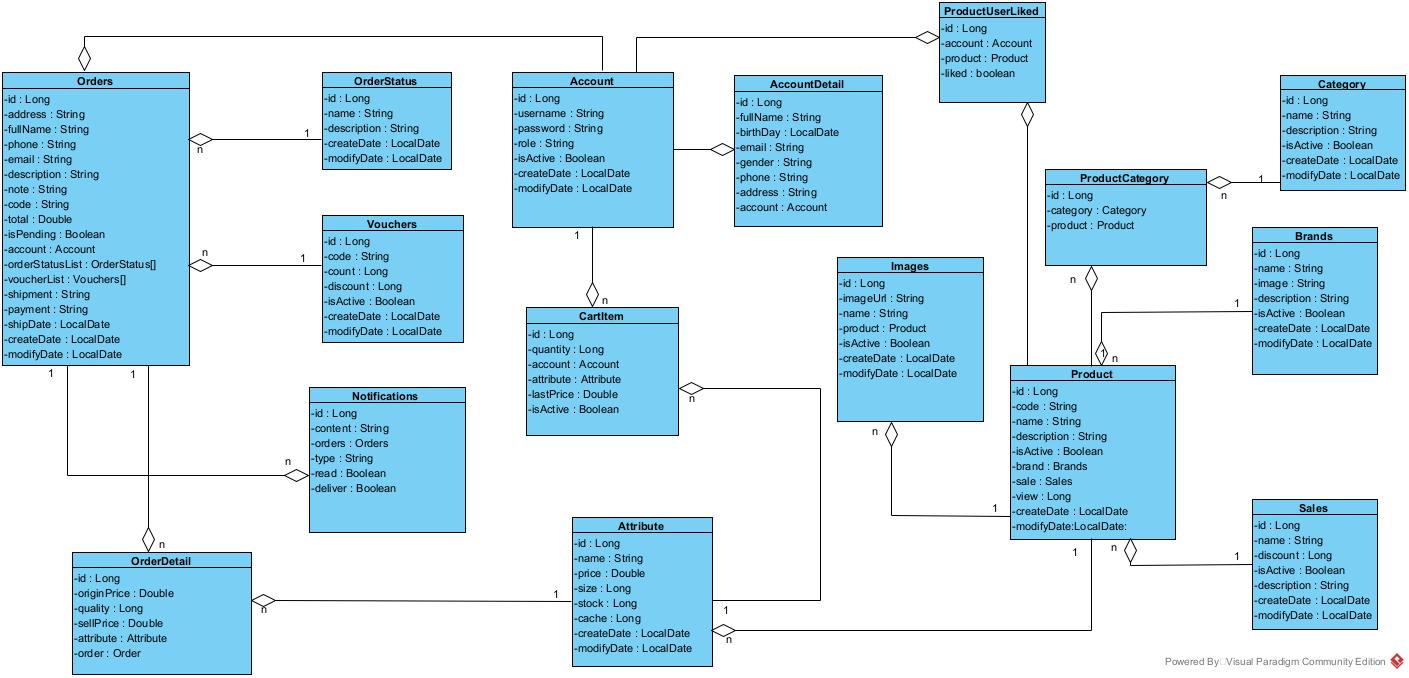 Orders
-id : Long
-address : String
-fullName : String
-phone : String
-email : String
-description : String
-note : String
-code : String
-total : Double
-isPending : Boolean
-account : Account
-orderStatusList : OrderStatus[]
-voucherList : Vouchers[]
-shipment : String
-payment : String
-shipDate : LocalDate
-createDate : LocalDate
-modifyDate : LocalDate
n
1
n
1
1
1
OrderStatus
-id : Long
-name : String
-description : String
-createDate : LocalDate
-modifyDate : LocalDate
Vouchers
-id : Long
-code : String
-count : Long
-discount : Long
-isActive : Boolean
-createDate : LocalDate
-modifyDate : LocalDate
Notifications
-id : Long
-content : String
-orders : Orders
-type : String
-read : Boolean
-deliver : Boolean
n
n
OrderDetail
-id : Long
-originPrice : Double
-quality : Long
-sellPrice : Double
-attribute : Attribute
-order : Order
n
1
Account
-id : Long
-username : String
-password : String
-role : String
-isActive : Boolean
-createDate : LocalDate
-modifyDate : LocalDate
1
n
AccountDetail
-id : Long
-fullName : String
-birthDay : LocalDate
-email : String
-gender : String
-phone : String
-address : String
-account : Account
CartItem
-id : Long
-quantity : Long
-account : Account
-attribute : Attribute
-lastPrice : Double
-isActive : Boolean
n
1
Attribute
-id : Long
-name : String
-price : Double
-size : Long
-stock : Long
-cache : Long
-createDate : LocalDate
-modifyDate : LocalDate
n
ProductUserLiked
-id : Long
-account : Account
-product : Product
-liked : boolean
Images
-id : Long
-imageUrl : String
-name : String
-product : Product
-isActive : Boolean
-createDate : LocalDate
-modifyDate : LocalDate
n
1
ProductCategory
-id : Long
-category : Category
-product : Product
n
1
n
1
n
1
Product
-id : Long
-code : String
-name : String
-description : String
-isActive : Boolean
-brand : Brands
-sale : Sales
-view : Long
-createDate : LocalDate
-modifyDate:LocalDate:
1
n
1
Category
-id : Long
-name : String
-description : String
-isActive : Boolean
-createDate : LocalDate
-modifyDate : LocalDate
Brands
-id : Long
-name : String
-image : String
-description : String
-isActive : Boolean
-createDate : LocalDate
-modifyDate : LocalDate
Sales
-id : Long
-name : String
-discount : Long
-isActive : Boolean
-description : String
-createDate : LocalDate
-modifyDate : LocalDate
Powered By Visual Paradigm Community Edition